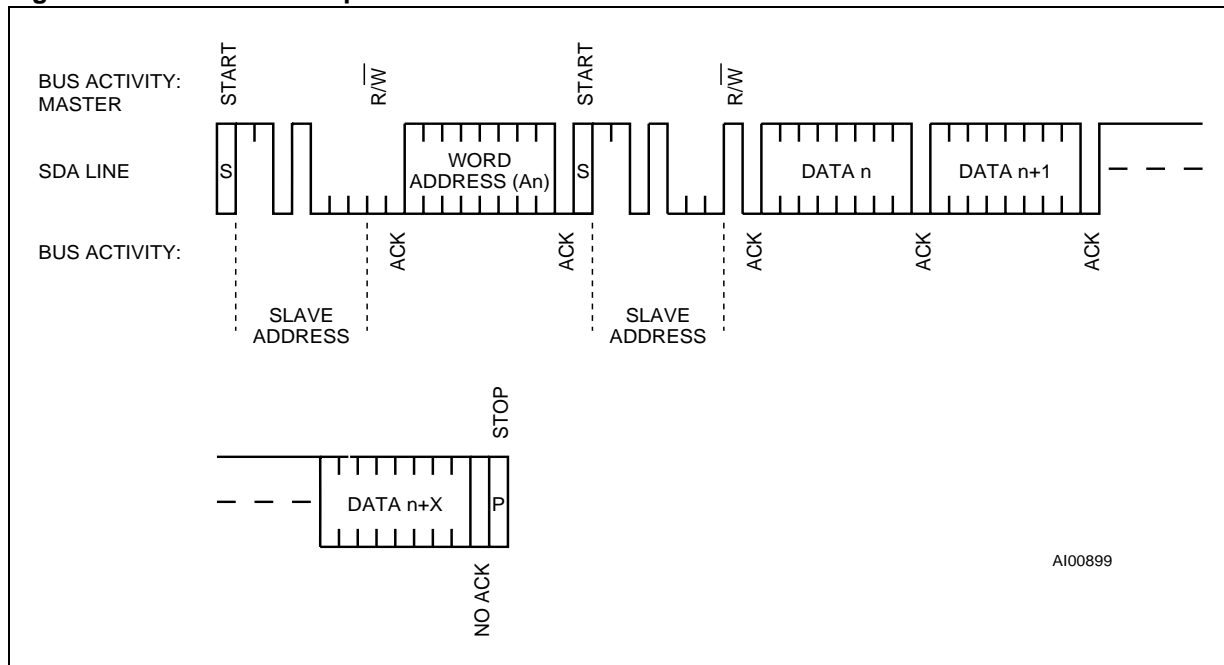 BUS ACTIVITY:
MASTER
START
R/W
START
R/W
SDA LINE
S
WORD
ADDRESS (An)
S
DATA n
DATA n+1
BUS ACTIVITY:
ACK
ACK
ACK
ACK
ACK
SLAVE
ADDRESS
SLAVE
ADDRESS
STOP
DATA n+X
P
NO ACK
AI00899